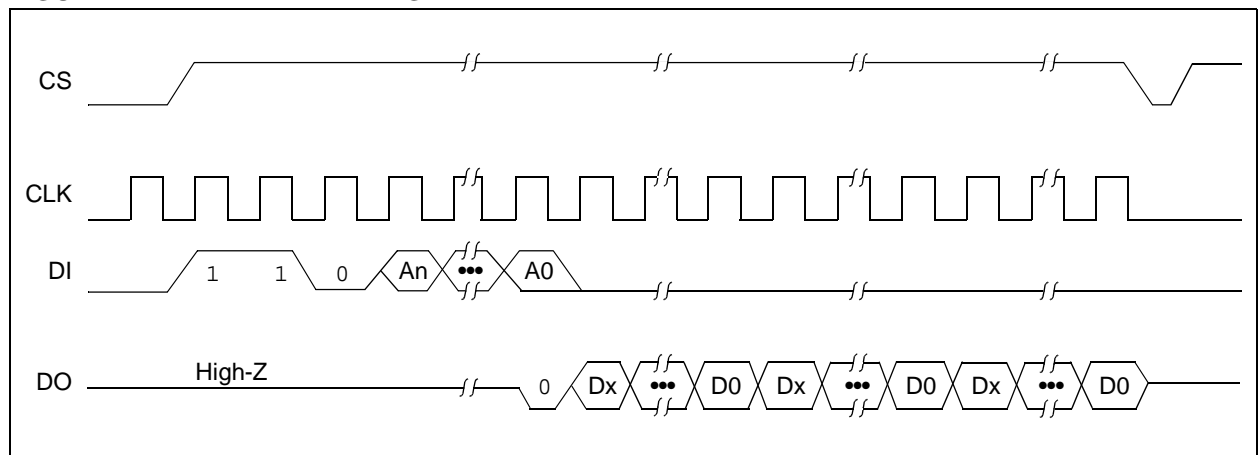 CS
CLK
DI 1 1 0 An ••• A0
High-Z
DO 0 Dx ••• D0 Dx ••• D0 Dx ••• D0